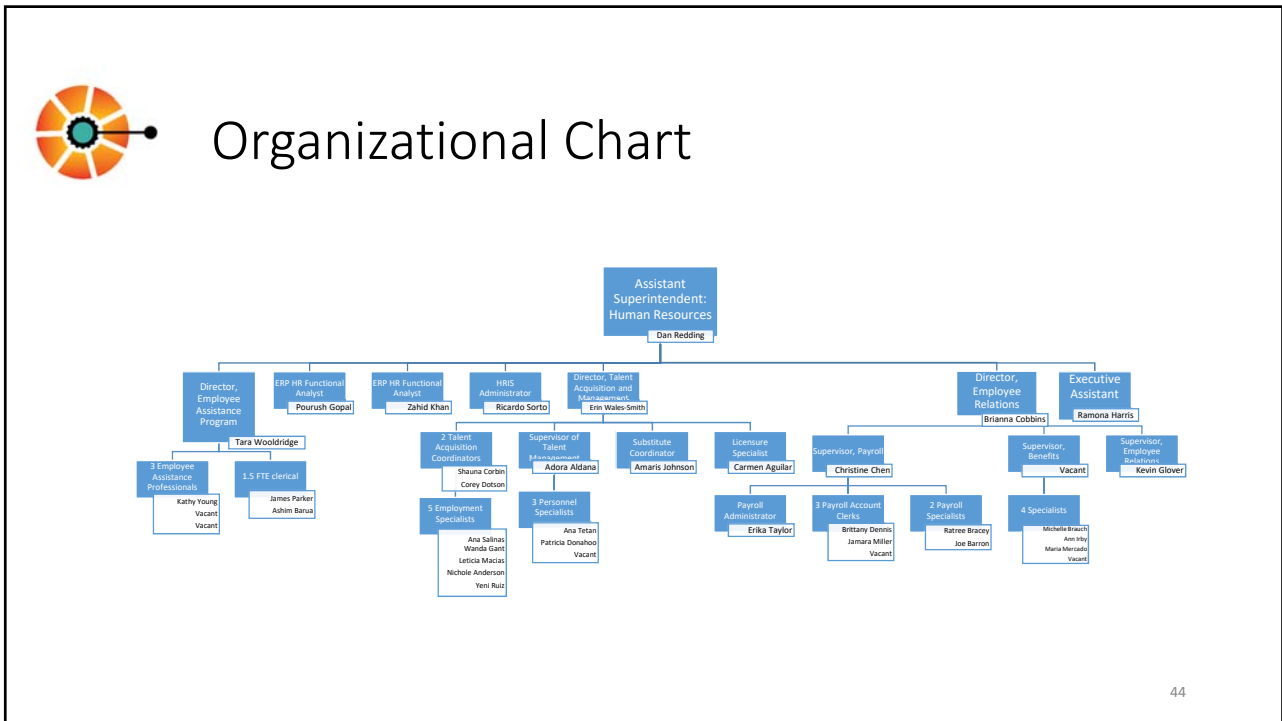 Organizational Chart
Assistant
Superintendent:
Human Resources
Dan Redding
Director,
Employee
Assistance
Program
Tara Wooldridge
ERP HR Functional
Analyst
Pourush Gopal
ERP HR Functional
Analyst
Zahid Khan
HRIS
Administrator
Ricardo Sorto
Director, Talent
Acquisition and
Management
Erin Wales-Smith
Director,
Employee
Relations
Brianna Cobbins
Executive
Assistant
Ramona Harris
3 Employee
Assistance
Professionals
Kathy Young
Vacant
Vacant
1.5 FTE clerical
James Parker
Ashim Barua
2 Talent
Acquisition
Coordinators
Shauna Corbin
Corey Dotson
Supervisor of
Talent
Management
Adora Aldana
Substitute
Coordinator
Amaris Johnson
Licensure
Specialist
Carmen Aguilar
Supervisor, Payroll
Christine Chen
Supervisor,
Benefits
Vacant
Supervisor,
Employee
Relations
Kevin Glover
5 Employment
Specialists
Ana Salinas
Wanda Gant
Leticia Macias
Nichole Anderson
Yeni Ruiz
3 Personnel
Specialists
Ana Tetan
Patricia Donahoo
Vacant
Payroll
Administrator
Erika Taylor
3 Payroll Account
Clerks
Brittany Dennis
Jamara Miller
Vacant
2 Payroll
Specialists
Ratree Bracey
Joe Barron
4 Specialists
Michelle Brauch
Ann Irby
Maria Mercado
Vacant
44